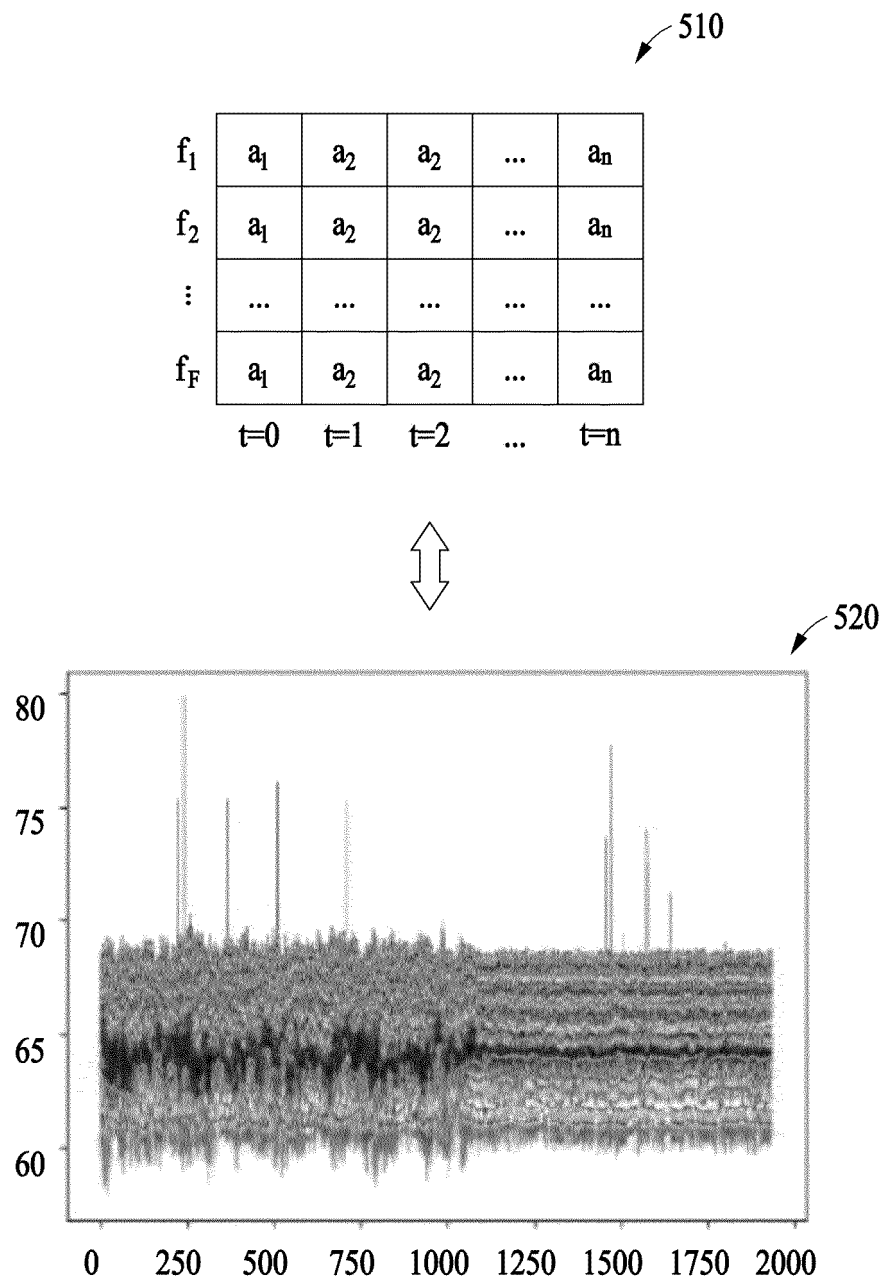 510
f₁ a₁ a₂ a₂ ... aₙ
f₂ a₁ a₂ a₂ ... aₙ
⋮ ... ... ... ... ...
f_F a₁ a₂ a₂ ... aₙ
t=0 t=1 t=2 ... t=n
520
80
75
70
65
60
0 250 500 750 1000 1250 1500 1750 2000